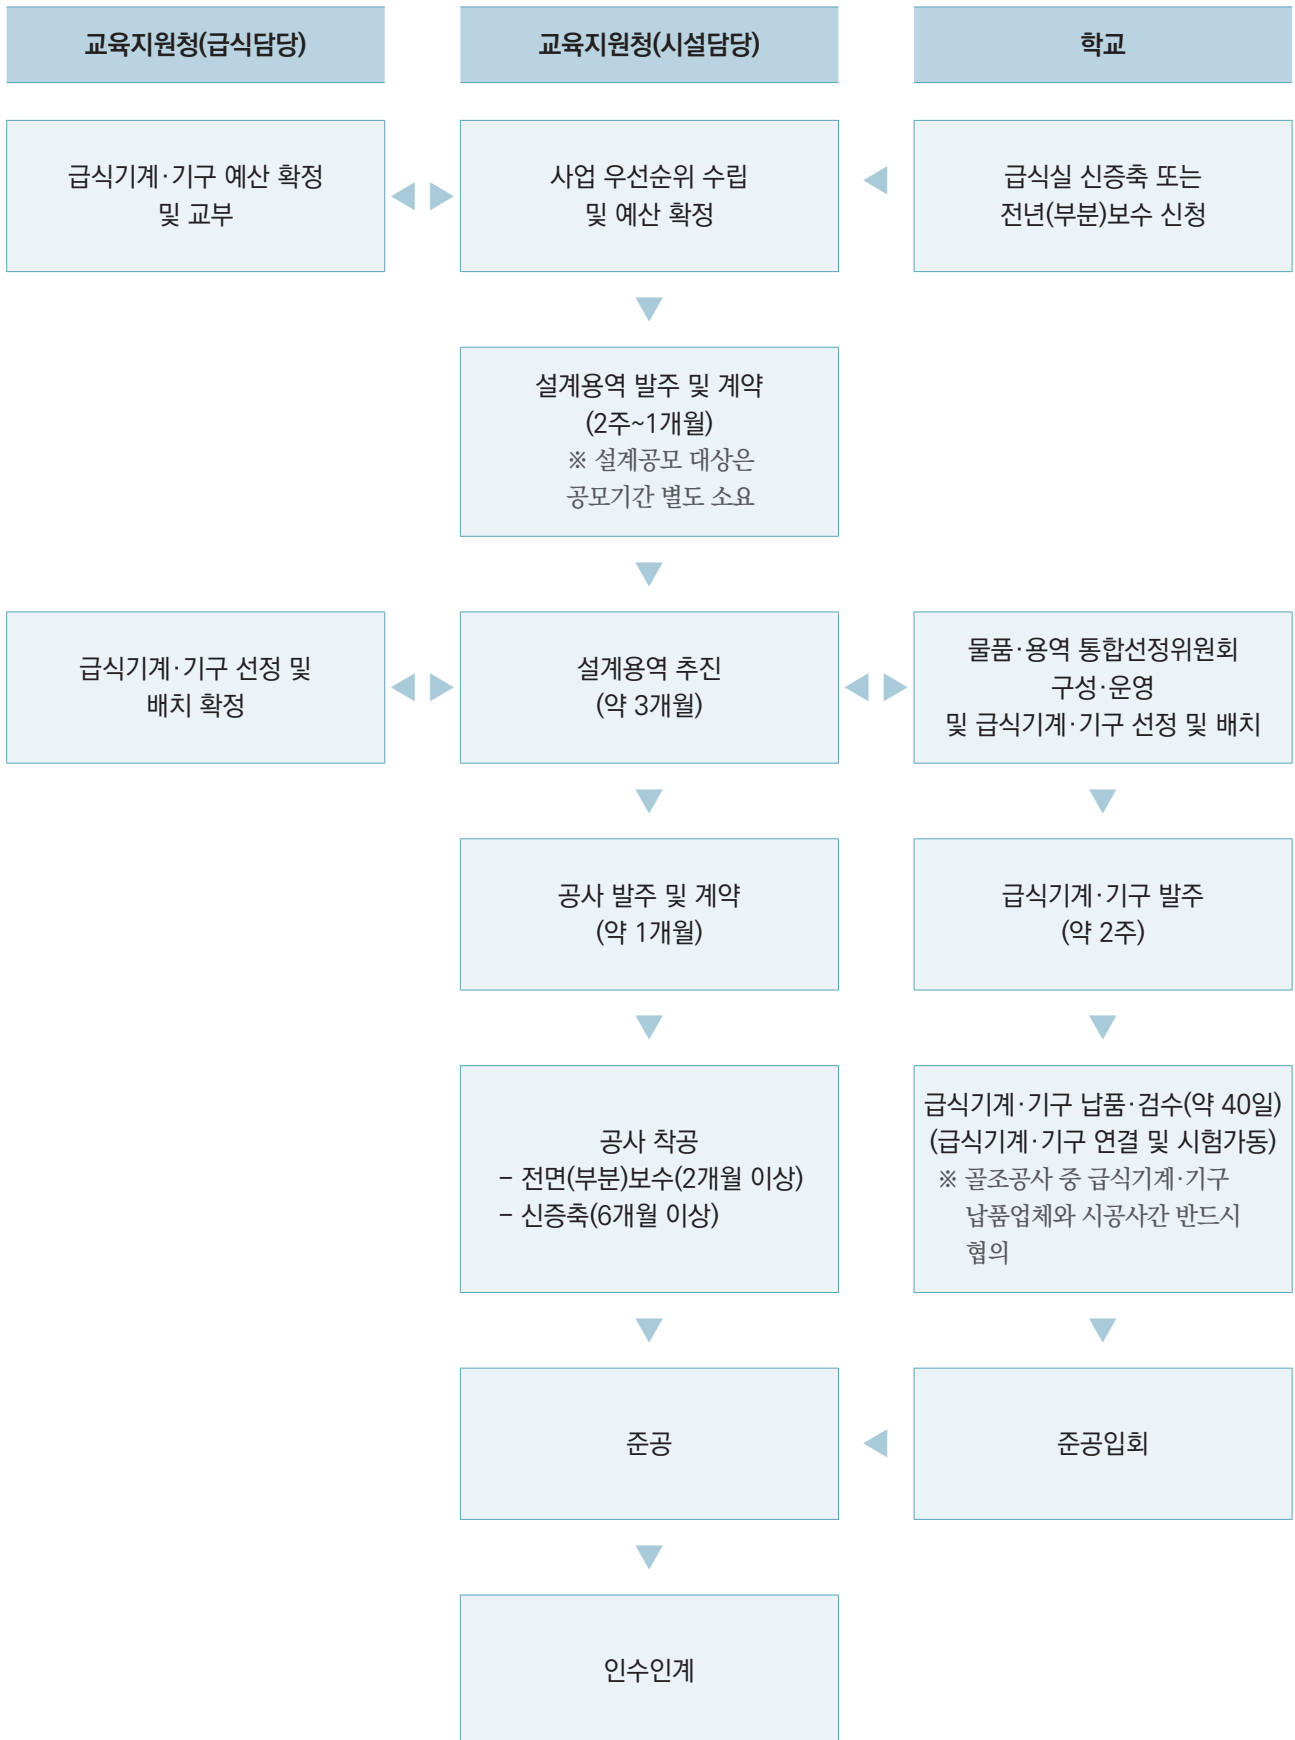 교육지원청(급식담당)
교육지원청(시설담당)
학교
급식기계·기구 예산 확정
및 교부
사업 우선순위 수립
및 예산 확정
급식실 신증축 또는
전년(부분)보수 신청
설계용역 발주 및 계약
(2주~1개월)
※ 설계공모 대상은
공모기간 별도 소요
급식기계·기구 선정 및
배치 확정
설계용역 추진
(약 3개월)
물품·용역 통합선정위원회
구성·운영
및 급식기계·기구 선정 및 배치
공사 발주 및 계약
(약 1개월)
급식기계·기구 발주
(약 2주)
공사 착공
- 전면(부분)보수(2개월 이상)
- 신증축(6개월 이상)
급식기계·기구 납품·검수(약 40일)
(급식기계·기구 연결 및 시험가동)
※ 골조공사 중 급식기계·기구
납품업체와 시공사간 반드시
협의
준공
준공입회
인수인계